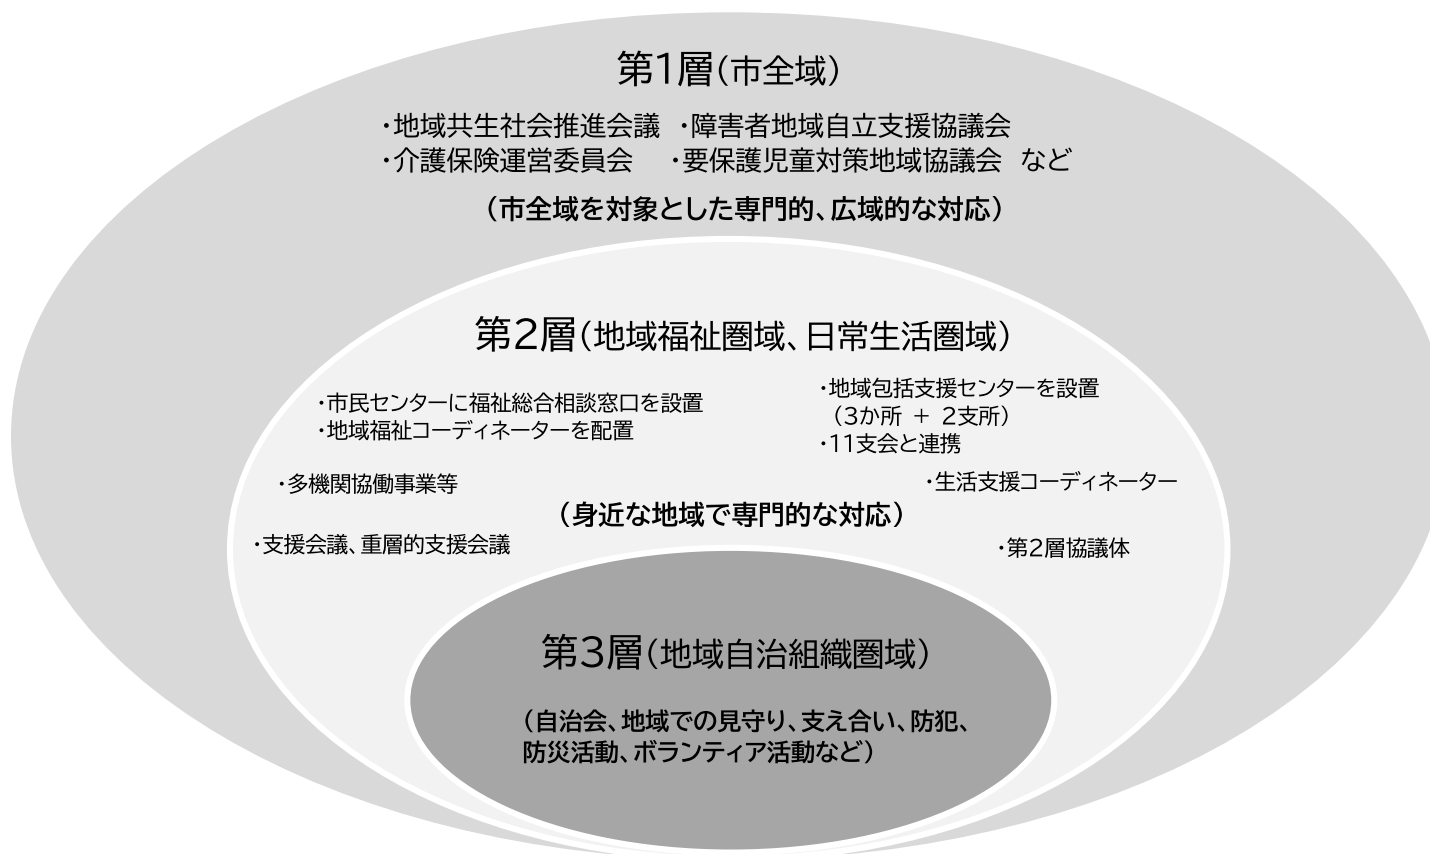 第1層(市全域)
・地域共生社会推進会議 ・障害者地域自立支援協議会
・介護保険運営委員会 ・要保護児童対策地域協議会 など
(市全域を対象とした専門的、広域的な対応)
第2層(地域福祉圏域、日常生活圏域)
・市民センターに福祉総合相談窓口を設置
・地域福祉コーディネーターを配置
・地域包括支援センターを設置
(3か所 + 2支所)
・11支会と連携
・多機関協働事業等
・生活支援コーディネーター
(身近な地域で専門的な対応)
・支援会議、重層的支援会議
・第2層協議体
第3層(地域自治組織圏域)
(自治会、地域での見守り、支え合い、防犯、
防災活動、ボランティア活動など)